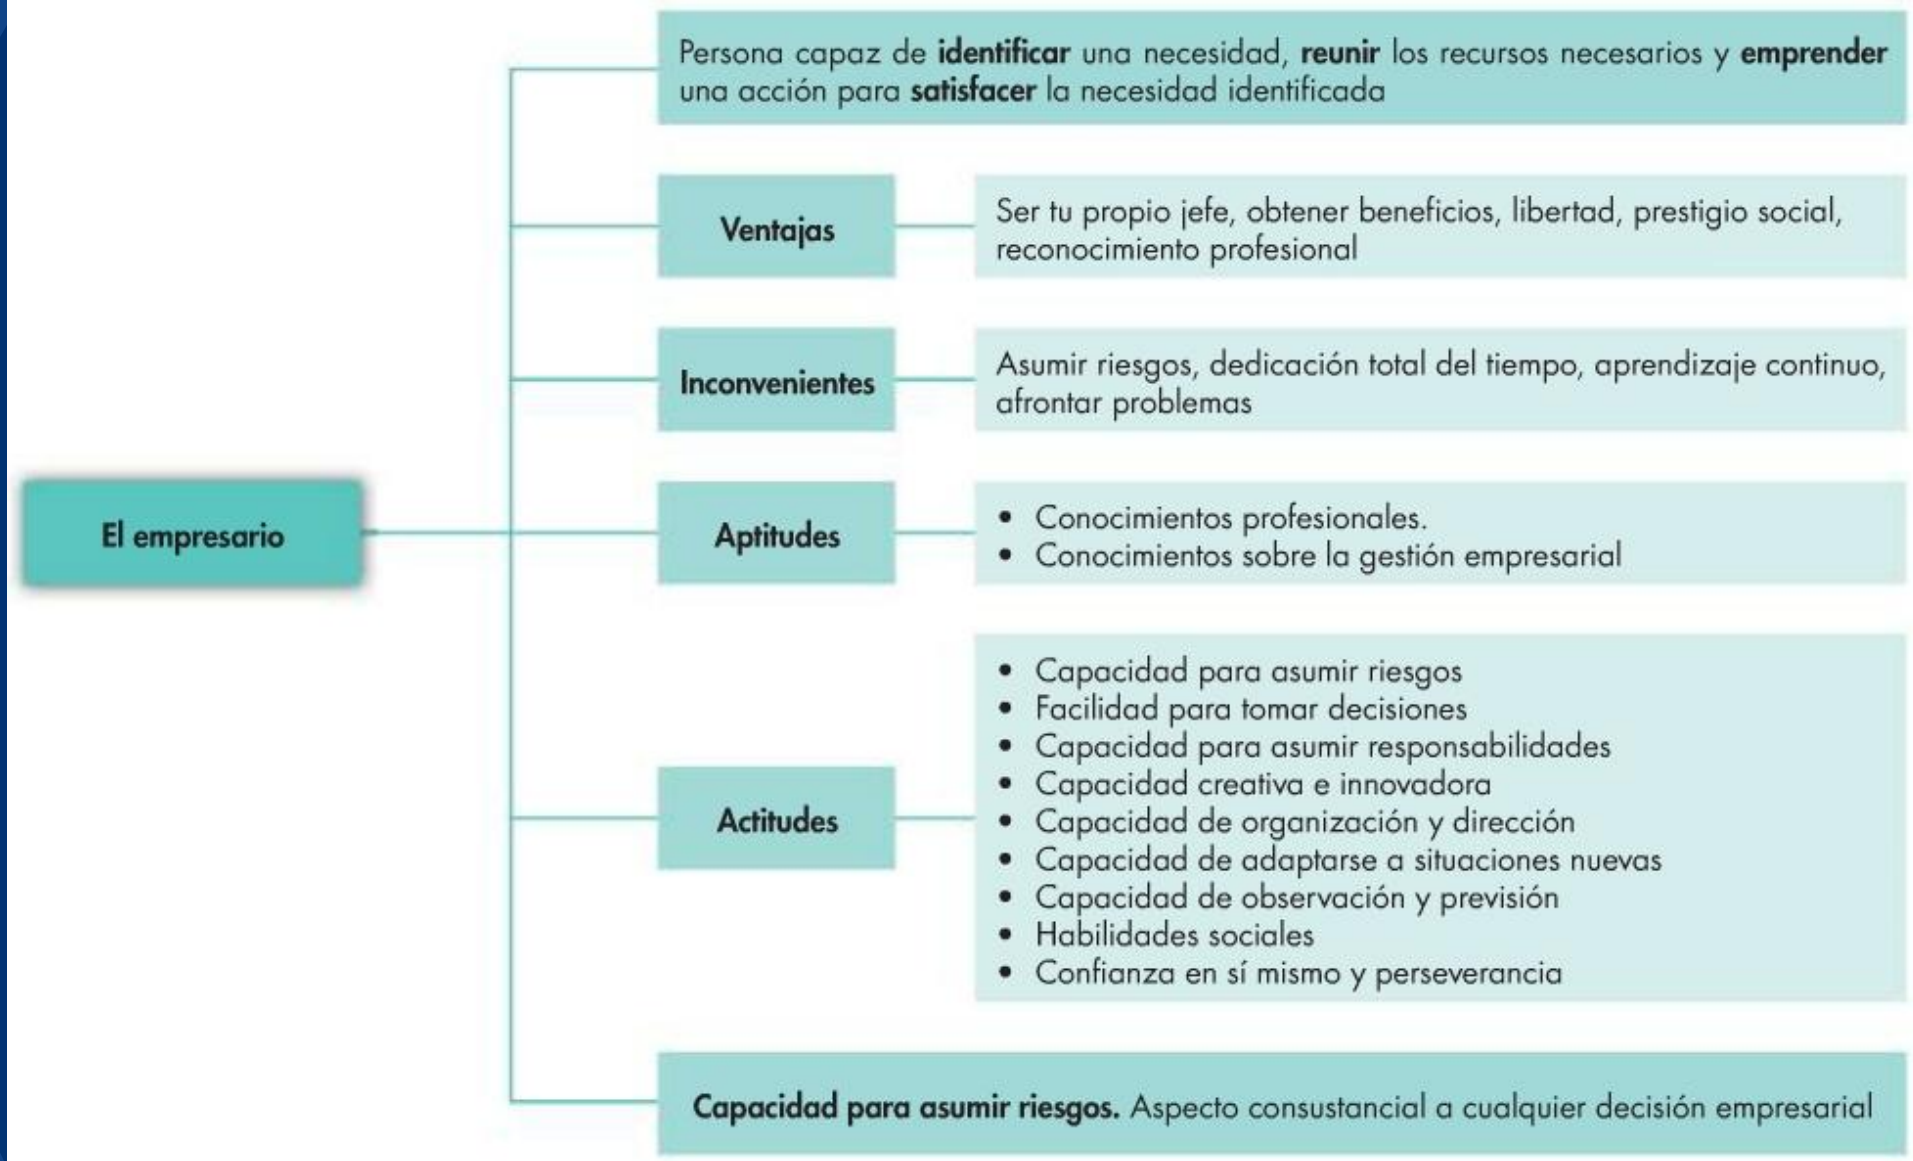 Persona capaz de identificar una necesidad, reunir los recursos necesarios y emprender
una acción para satisfacer la necesidad identificada
Ventajas
Ser tu propio jefe, obtener beneficios, libertad, prestigio social,
reconocimiento profesional
Inconvenientes
Asumir riesgos, dedicación total del tiempo, aprendizaje continuo,
afrontar problemas
El empresario
Aptitudes
• Conocimientos profesionales.
• Conocimientos sobre la gestión empresarial
Actitudes
• Capacidad para asumir riesgos
• Facilidad para tomar decisiones
• Capacidad para asumir responsabilidades
• Capacidad creativa e innovadora
• Capacidad de organización y dirección
• Capacidad de adaptarse a situaciones nuevas
• Capacidad de observación y previsión
• Habilidades sociales
• Confianza en sí mismo y perseverancia
Capacidad para asumir riesgos. Aspecto consustancial a cualquier decisión empresarial